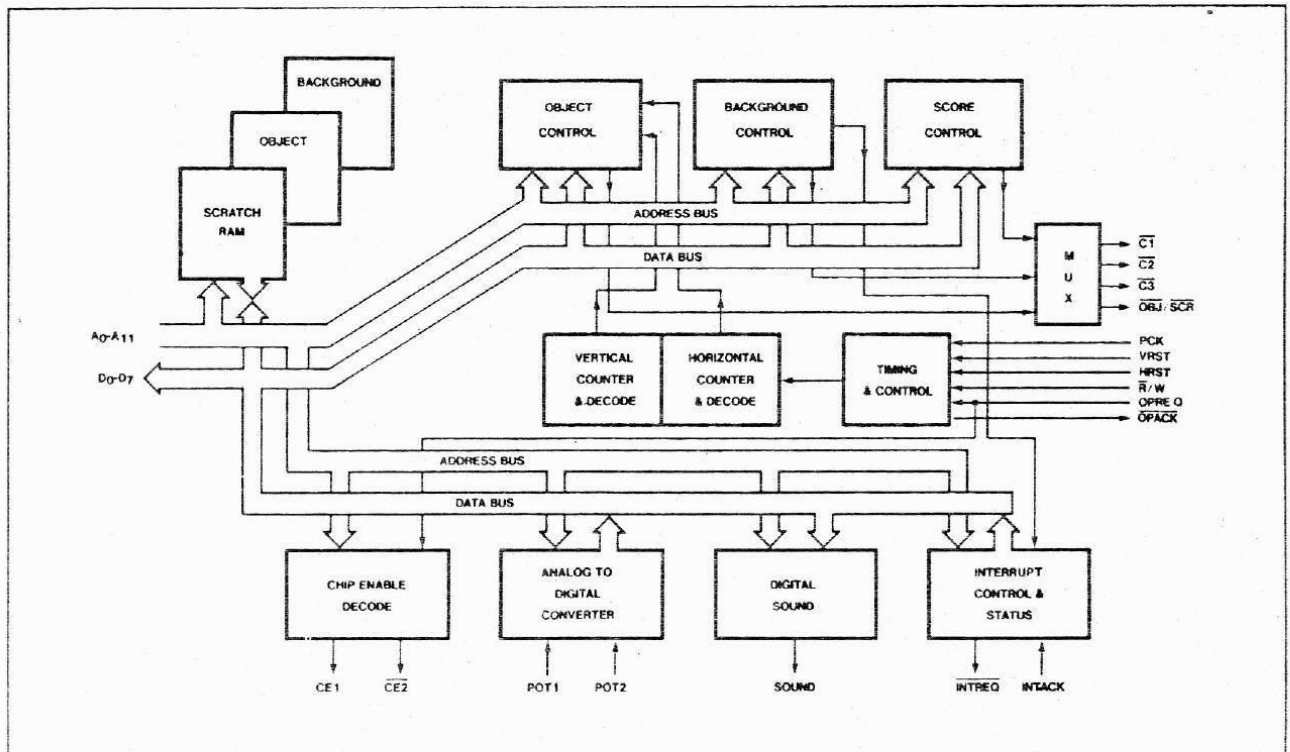 BACKGROUND
OBJECT
SCRATCH
RAM
OBJECT
CONTROL
BACKGROUND
CONTROL
SCORE
CONTROL
ADDRESS BUS
DATA BUS
M
U
X
C1
C2
C3
OBJ/SCR
A0-A11
D0-D7
VERTICAL
COUNTER
& DECODE
HORIZONTAL
COUNTER
& DECODE
TIMING
& CONTROL
PCK
VRST
HRST
R/W
OPREQ
OPACK
ADDRESS BUS
DATA BUS
CHIP ENABLE
DECODE
ANALOG TO
DIGITAL
CONVERTER
DIGITAL
SOUND
INTERRUPT
CONTROL &
STATUS
CE1
CE2
POT1
POT2
SOUND
INTREQ
INTACK